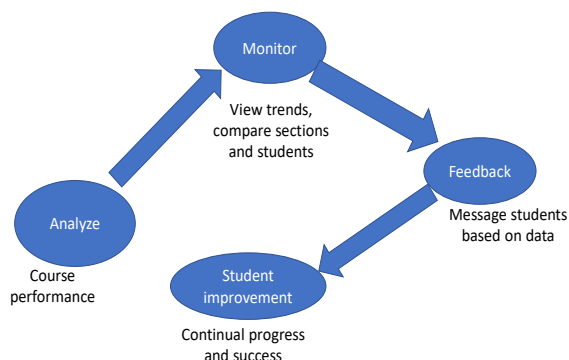 Monitor
View trends,
compare sections
and students
Feedback
Message students
based on data
Analyze
Course
performance
Student
improvement
Continual progress
and success